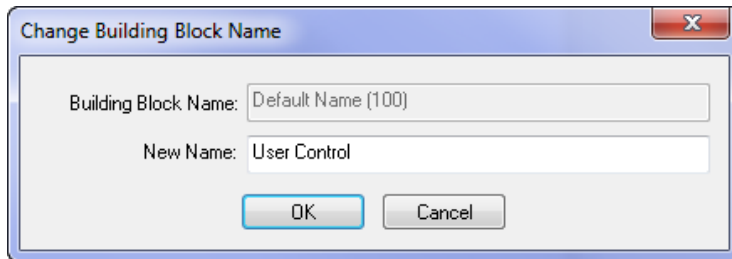 Change Building Block Name
Building Block Name: Default Name (100)
New Name: User Control
OK Cancel